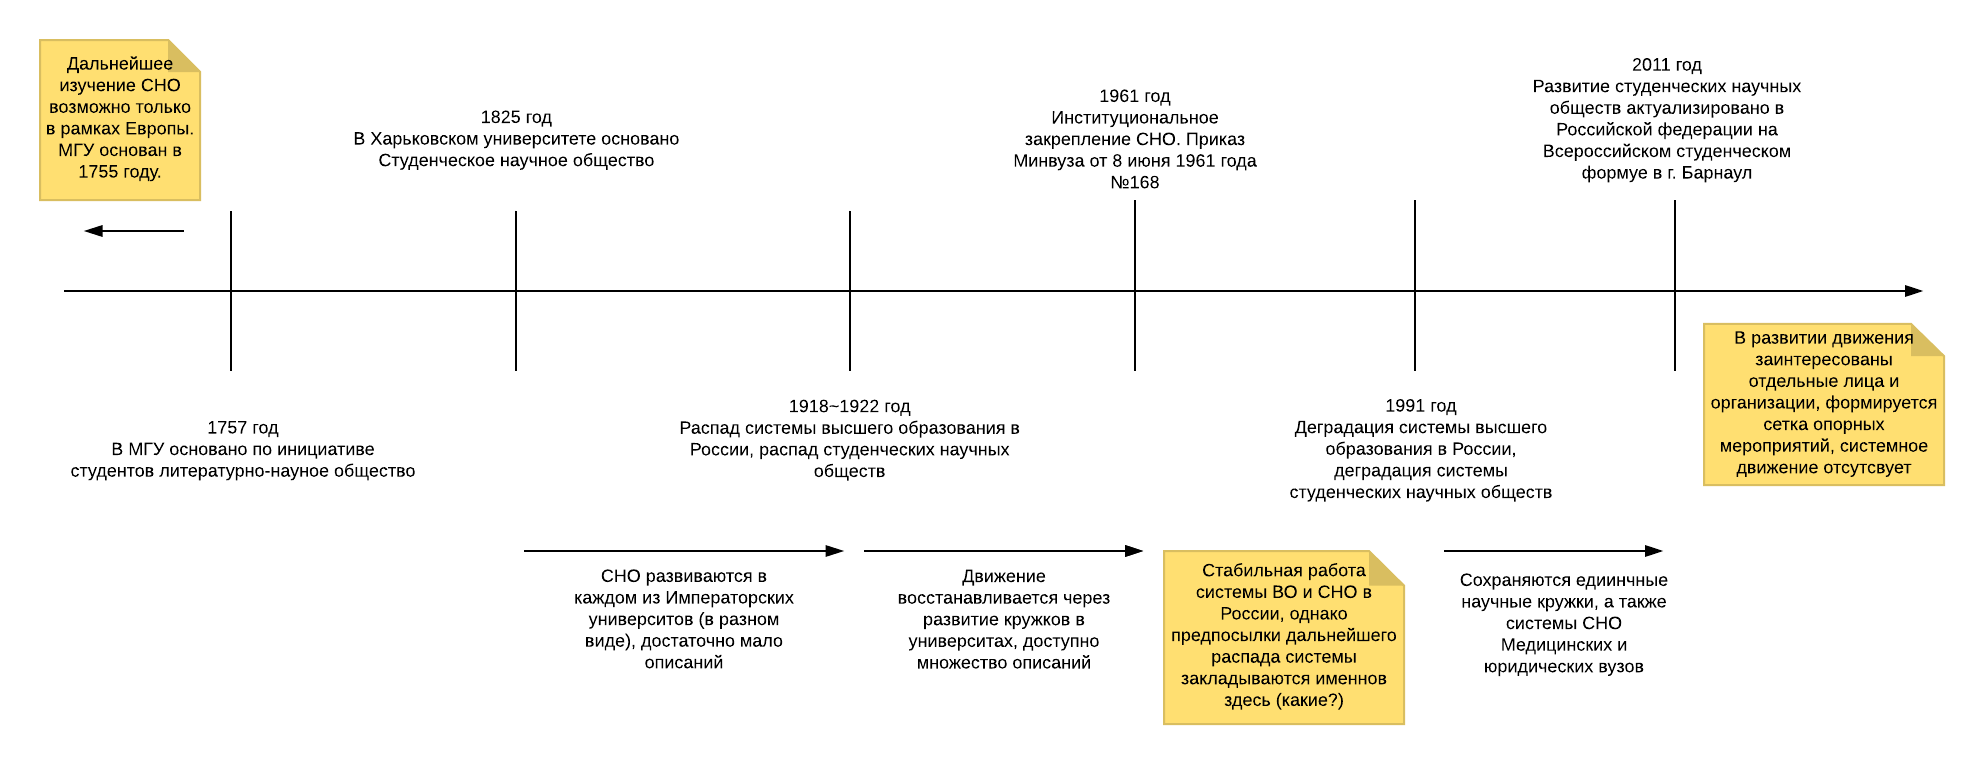 Дальнейшее
изучение СНО
возможно только
в рамках Европы.
МГУ основан в
1755 году.
1825 год
В Харьковском университете основано
Студенческое научное общество
1961 год
Институциональное
закрепление СНО. Приказ
Минвуза от 8 июня 1961 года
№168
2011 год
Развитие студенческих научных
обществ актуализировано в
Российской федерации на
Всероссийском студенческом
формуе в г. Барнаул
1757 год
В МГУ основано по инициативе
студентов литературно-науное общество
1918~1922 год
Распад системы высшего образования в
России, распад студенческих научных
обществ
1991 год
Деградация системы высшего
образования в России,
деградация системы
студенческих научных обществ
В развитии движения
заинтересованы
отдельные лица и
организации, формируется
сетка опорных
мероприятий, системное
движение отсутсвует
СНО развиваются в
каждом из Императорских
университов (в разном
виде), достаточно мало
описаний
Движение
восстанавливается через
развитие кружков в
университах, доступно
множество описаний
Стабильная работа
системы ВО и СНО в
России, однако
предпосылки дальнейшего
распада системы
закладываются именнов
здесь (какие?)
Сохраняются едиинчные
научные кружки, а также
системы СНО
Медицинских и
юридических вузов